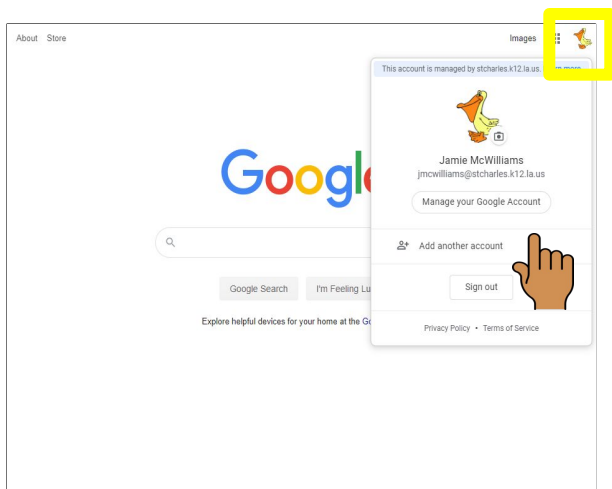 About Store
Images
This account is managed by stcharles.k12.la.us.
Jamie McWilliams
jmcwilliams@stcharles.k12.la.us
Manage your Google Account
Google
Add another account
Google Search
I'm Feeling
Sign out
Explore helpful devices for your home at the
Privacy Policy • Terms of Service